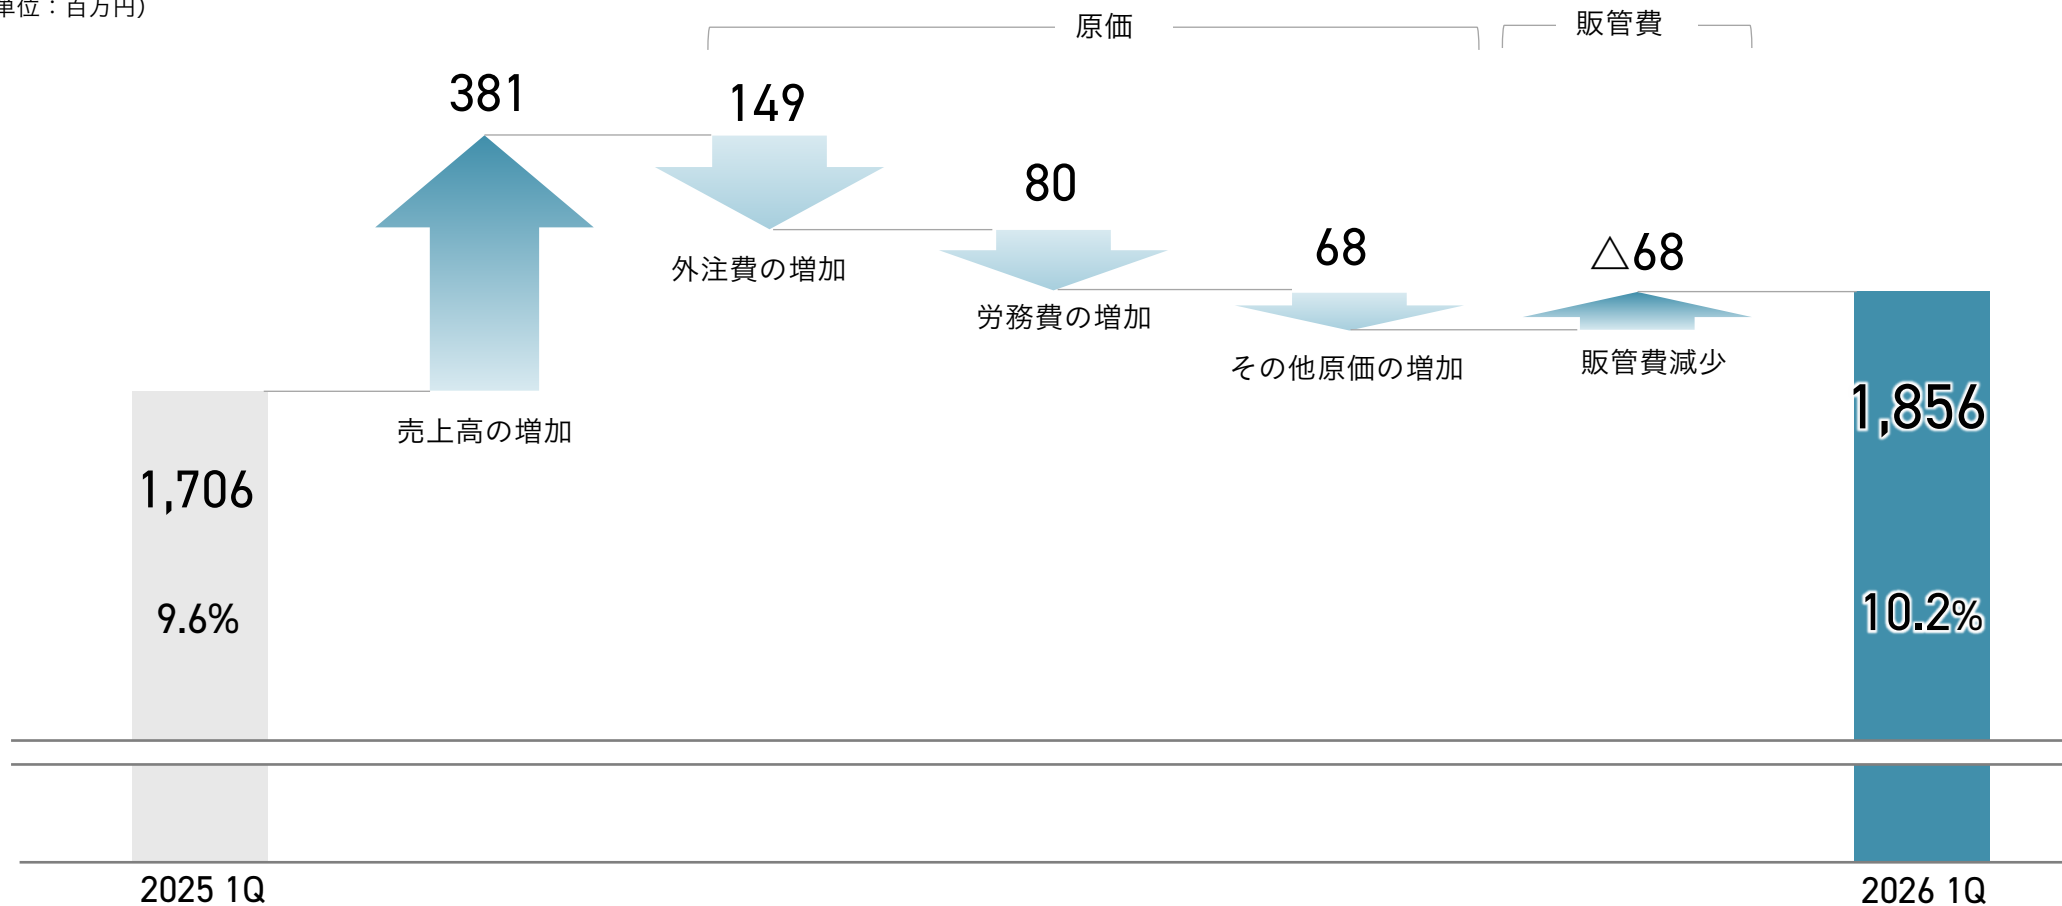 単位：百万円）
原価
販管費
381
149
80
68
△68
外注費の増加
労務費の増加
その他原価の増加
販管費減少
売上高の増加
1,706
9.6%
1,856
10.2%
2025 1Q
2026 1Q